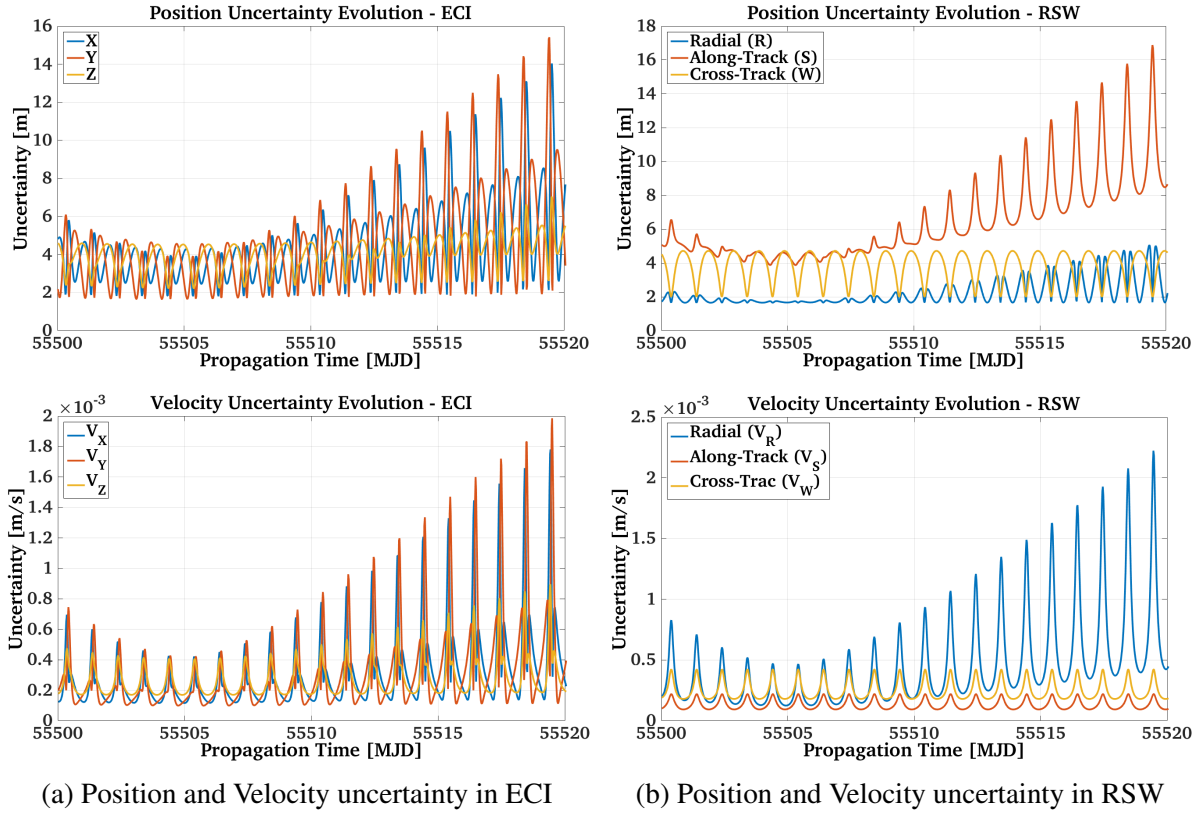 Position Uncertainty Evolution - ECI
16
14
12
10
8
6
4
2
0
Uncertainty [m]
X
Y
Z
55500
55505
55510
55515
55520
Propagation Time [MJD]
Position Uncertainty Evolution - RSW
18
16
14
12
10
8
6
4
2
0
Uncertainty [m]
Radial (R)
Along-Track (S)
Cross-Track (W)
55500
55505
55510
55515
55520
Propagation Time [MJD]
×10-3
Velocity Uncertainty Evolution - ECI
2
1.8
1.6
1.4
1.2
1
0.8
0.6
0.4
0.2
0
Uncertainty [m/s]
VX
VY
VZ
55500
55505
55510
55515
55520
Propagation Time [MJD]
×10-3
Velocity Uncertainty Evolution - RSW
2.5
2
1.5
1
0.5
0
Uncertainty [m/s]
Radial (VR)
Along-Track (VS)
Cross-Trac (VW)
55500
55505
55510
55515
55520
Propagation Time [MJD]
(a) Position and Velocity uncertainty in ECI
(b) Position and Velocity uncertainty in RSW